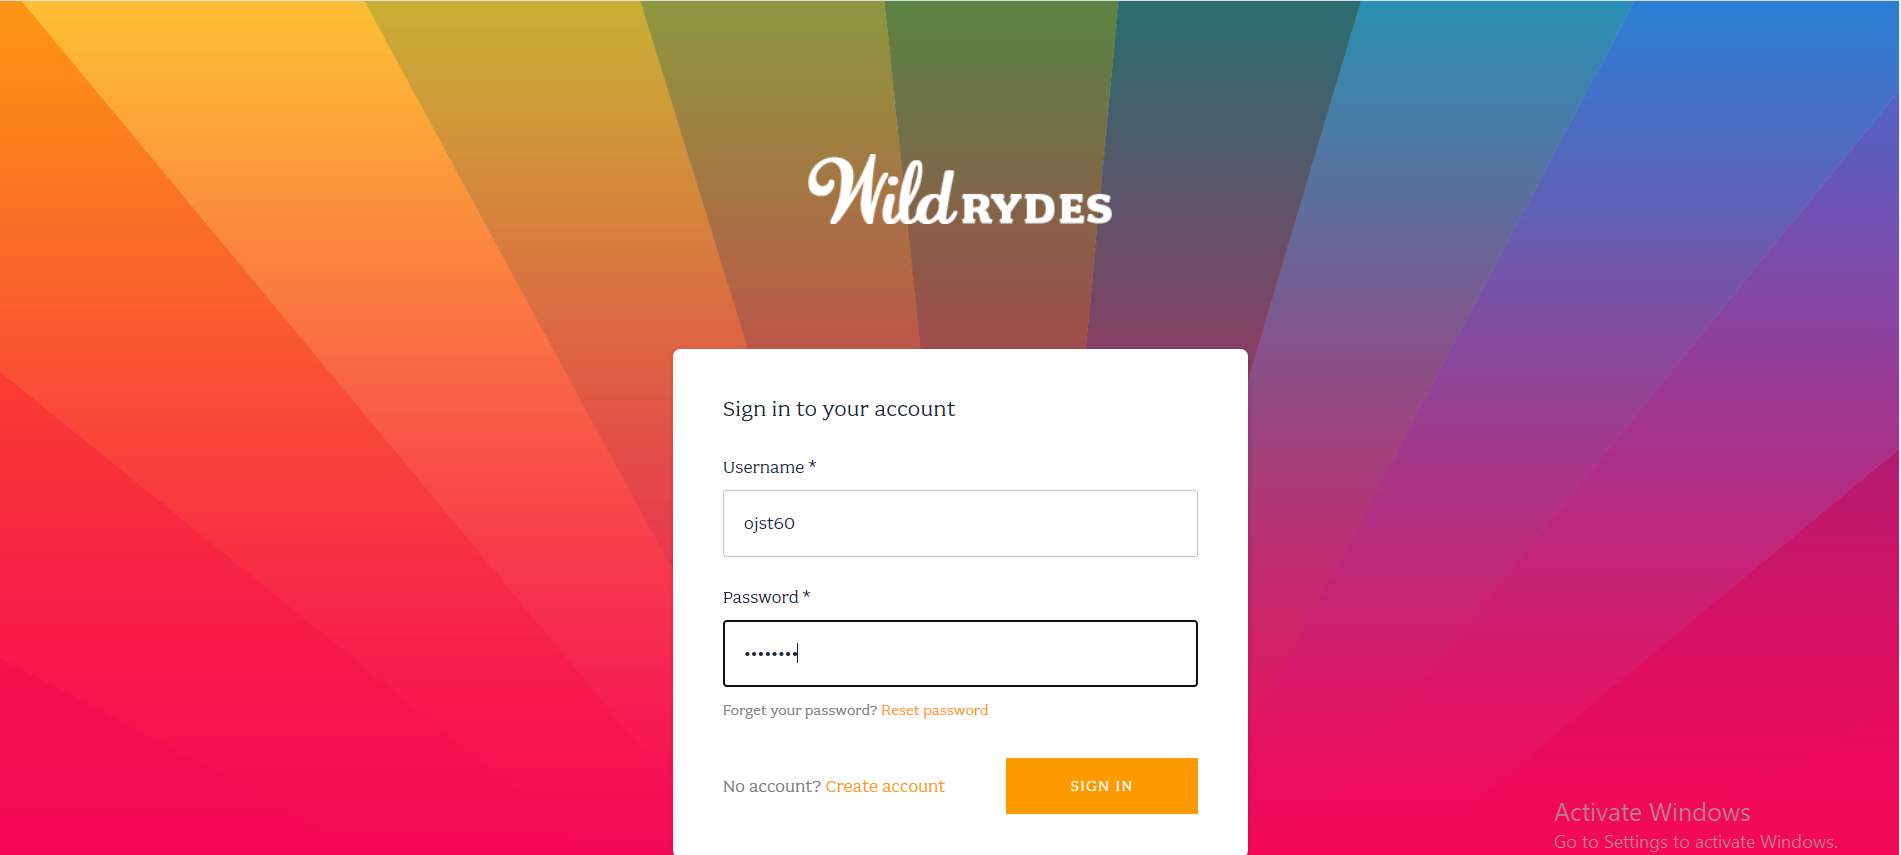 Wild RYDES
Sign in to your account
Username *
ojst60
Password *
••••••••
Forget your password? Reset password
No account? Create account
SIGN IN
Activate Windows
Go to Settings to activate Windows.